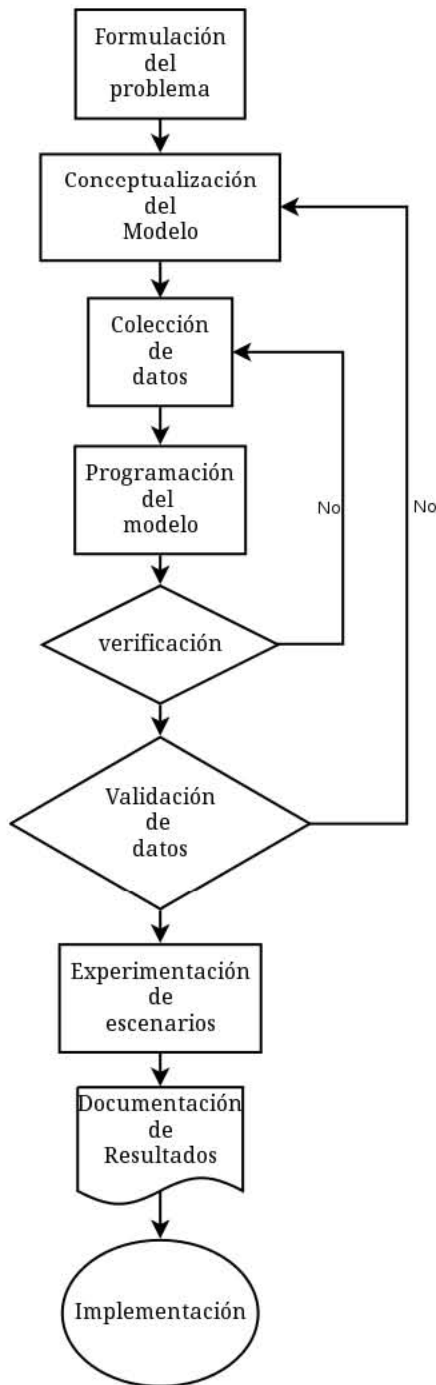 Formulación
del
problema
Conceptualización
del
Modelo
Colección
de
datos
Programación
del
modelo
No
No
verificación
Validación
de
datos
Experimentación
de
escenarios
Documentación
de
Resultados
Implementación